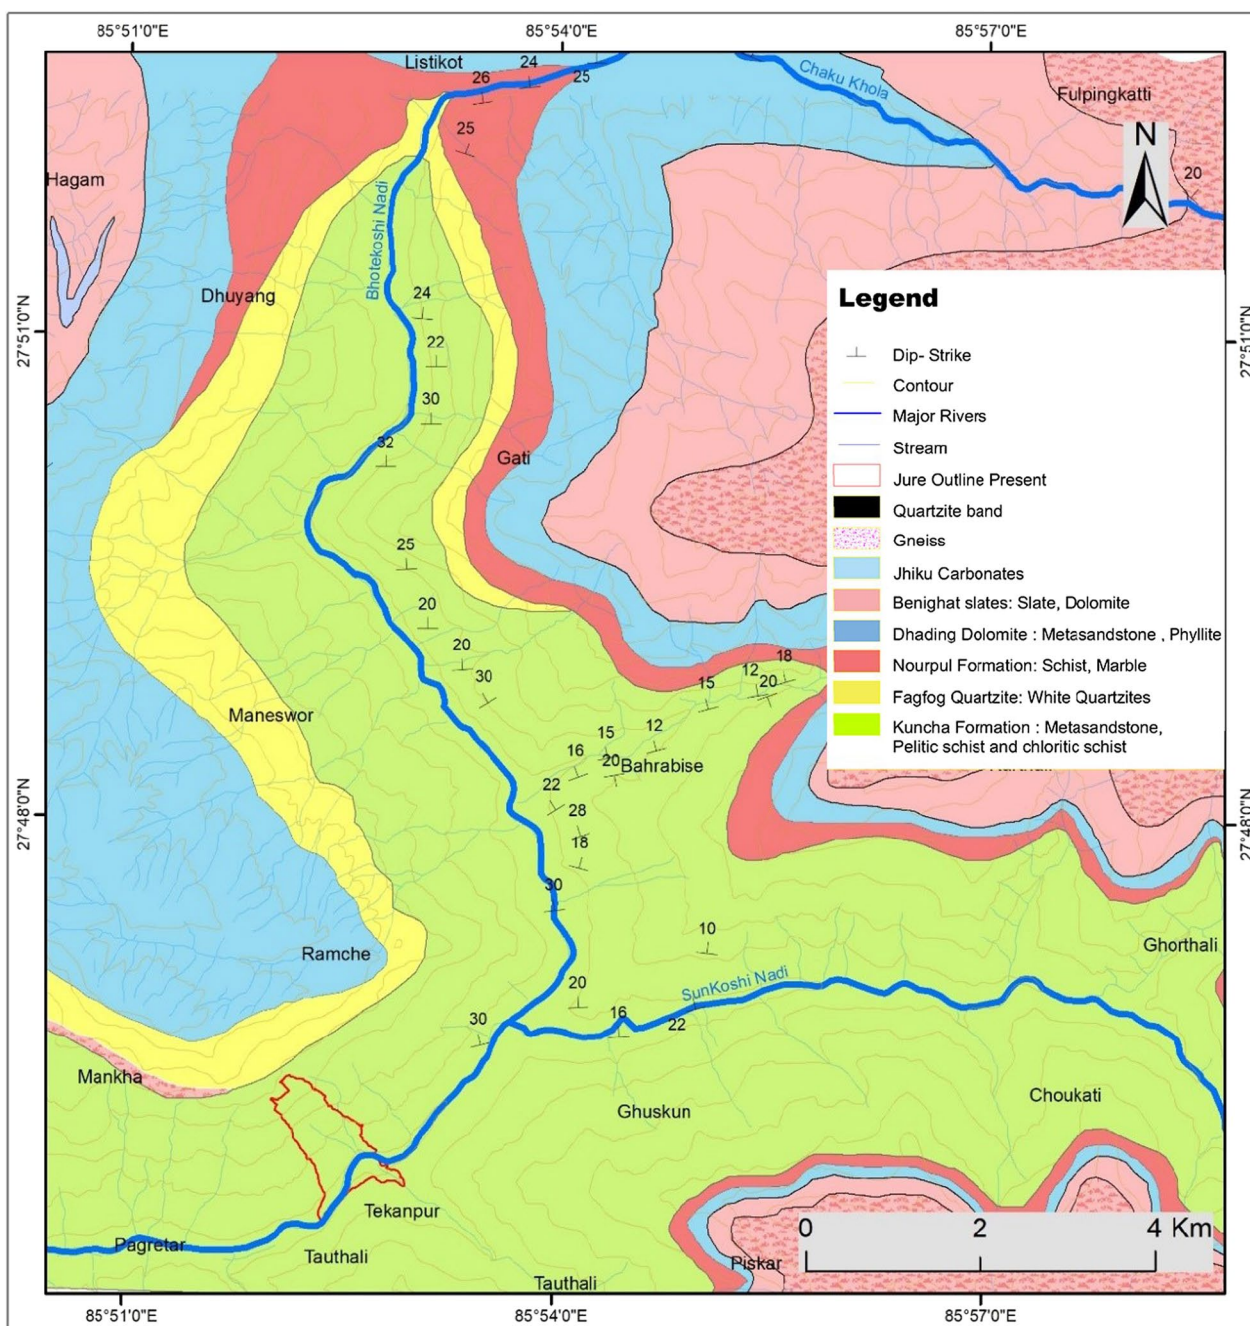 85°51'0"E 85°54'0"E 85°57'0"E
Listikot 24
26 25
Chaku Khola
Fulpingkatti
25
N
Hagam
20
Bhotekoshi Nadi
Dhuyang
24
27°51'0"N
27°51'0"N
22
30
32
Gati
25
20
20
30
18
12
20
15
Maneswor
12
15
16
20
Bahrabise
22
28
18
30
27°48'0"N
27°48'0"N
Legend
Dip- Strike
Contour
Major Rivers
Stream
Jure Outline Present
Quartzite band
Gneiss
Jhiku Carbonates
Benighat slates: Slate, Dolomite
Dhading Dolomite : Metasandstone , Phyllite
Nourpul Formation: Schist, Marble
Fagfog Quartzite: White Quartzites
Kuncha Formation : Metasandstone,
Pelitic schist and chloritic schist
10
Ramche
Ghorthali
SunKoshi Nadi
20
16
22
30
Mankha
Ghuskun
Choukati
Tekanpur
0 2 4 Km
Pagretar
Tauthali
Piskar
Tauthali
85°51'0"E 85°54'0"E 85°57'0"E